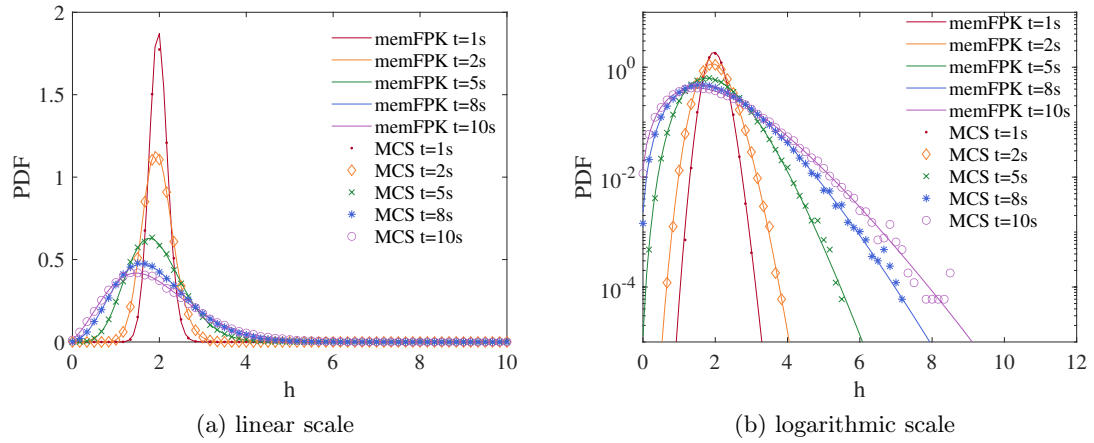 2
1.5
1
0.5
0
0
2
4
6
8
10
PDF
h
memFPK t=1s
memFPK t=2s
memFPK t=5s
memFPK t=8s
memFPK t=10s
MCS t=1s
MCS t=2s
MCS t=5s
MCS t=8s
MCS t=10s
(a) linear scale
10^0
10^-2
10^-4
0
2
4
6
8
10
12
PDF
h
memFPK t=1s
memFPK t=2s
memFPK t=5s
memFPK t=8s
memFPK t=10s
MCS t=1s
MCS t=2s
MCS t=5s
MCS t=8s
MCS t=10s
(b) logarithmic scale